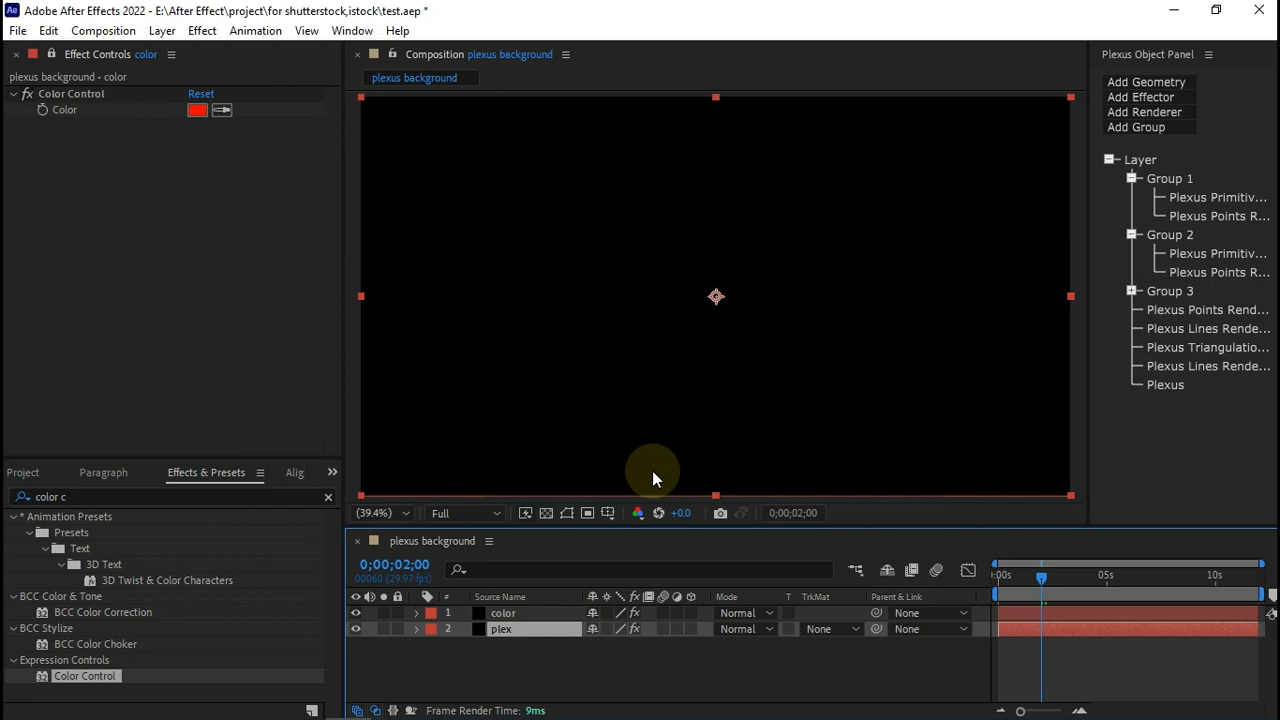 Adobe After Effects 2022 - E:\After Effect\project\for shutterstock,istock\test.aep *
File Edit Composition Layer Effect Animation View Window Help
Effect Controls color
plexus background • color
fx Color Control Reset
Color
Composition plexus background
plexus background
Plexus Object Panel
Add Geometry
Add Effector
Add Renderer
Add Group
Layer
Group 1
Plexus Primitiv...
Plexus Points R...
Group 2
Plexus Primitiv...
Plexus Points R...
Group 3
Plexus Points Rend...
Plexus Lines Rende...
Plexus Triangulatio...
Plexus Lines Rende...
Plexus
Project Paragraph Effects & Presets Alig
color c
* Animation Presets
Presets
Text
3D Text
3D Twist & Color Characters
BCC Color & Tone
BCC Color Correction
BCC Stylize
BCC Color Choker
Expression Controls
Color Control
(39.4%) Full +0.0 0;00;02;00
plexus background
0;00;02;00
00060 (29.97 fps)
:00s 05s 10s
# Source Name Mode T TrkMat Parent & Link
1 color fx Normal None
2 plex fx Normal None None
Frame Render Time: 9ms